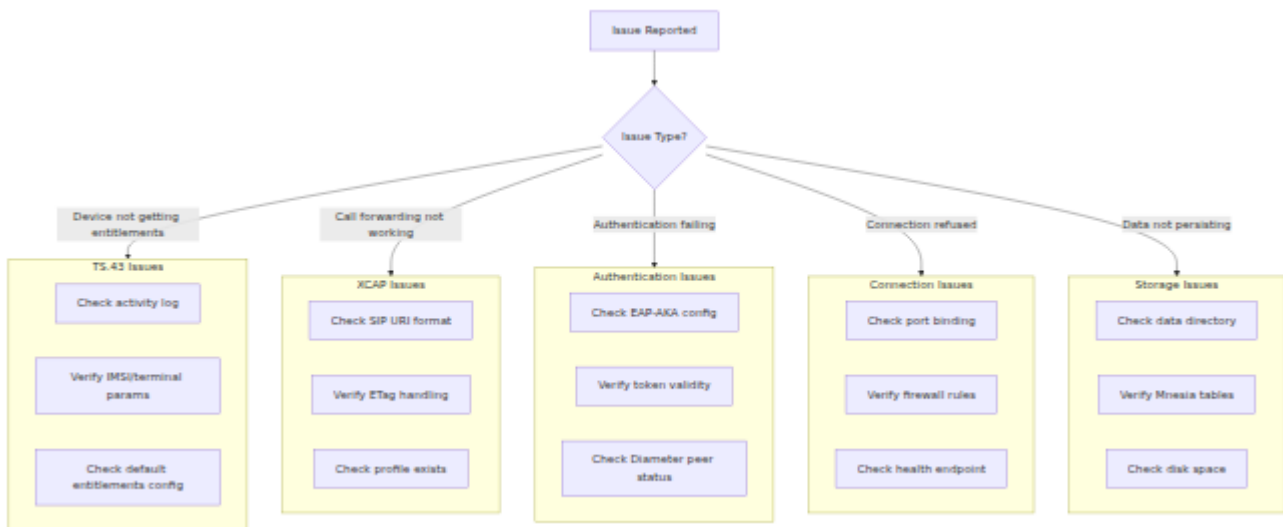 Issue Reported
Issue Type?
Device not getting
entitlements
Call forwarding not
working
Authentication failing
Connection refused
Data not persisting
TS.43 Issues
Check activity log
Verify IMSI/terminal
params
Check default
entitlements config
XCAP Issues
Check SIP URI format
Verify ETag handling
Check profile exists
Authentication Issues
Check EAP-AKA config
Verify token validity
Check Diameter peer
status
Connection Issues
Check port binding
Verify firewall rules
Check health endpoint
Storage Issues
Check data directory
Verify Mnesia tables
Check disk space